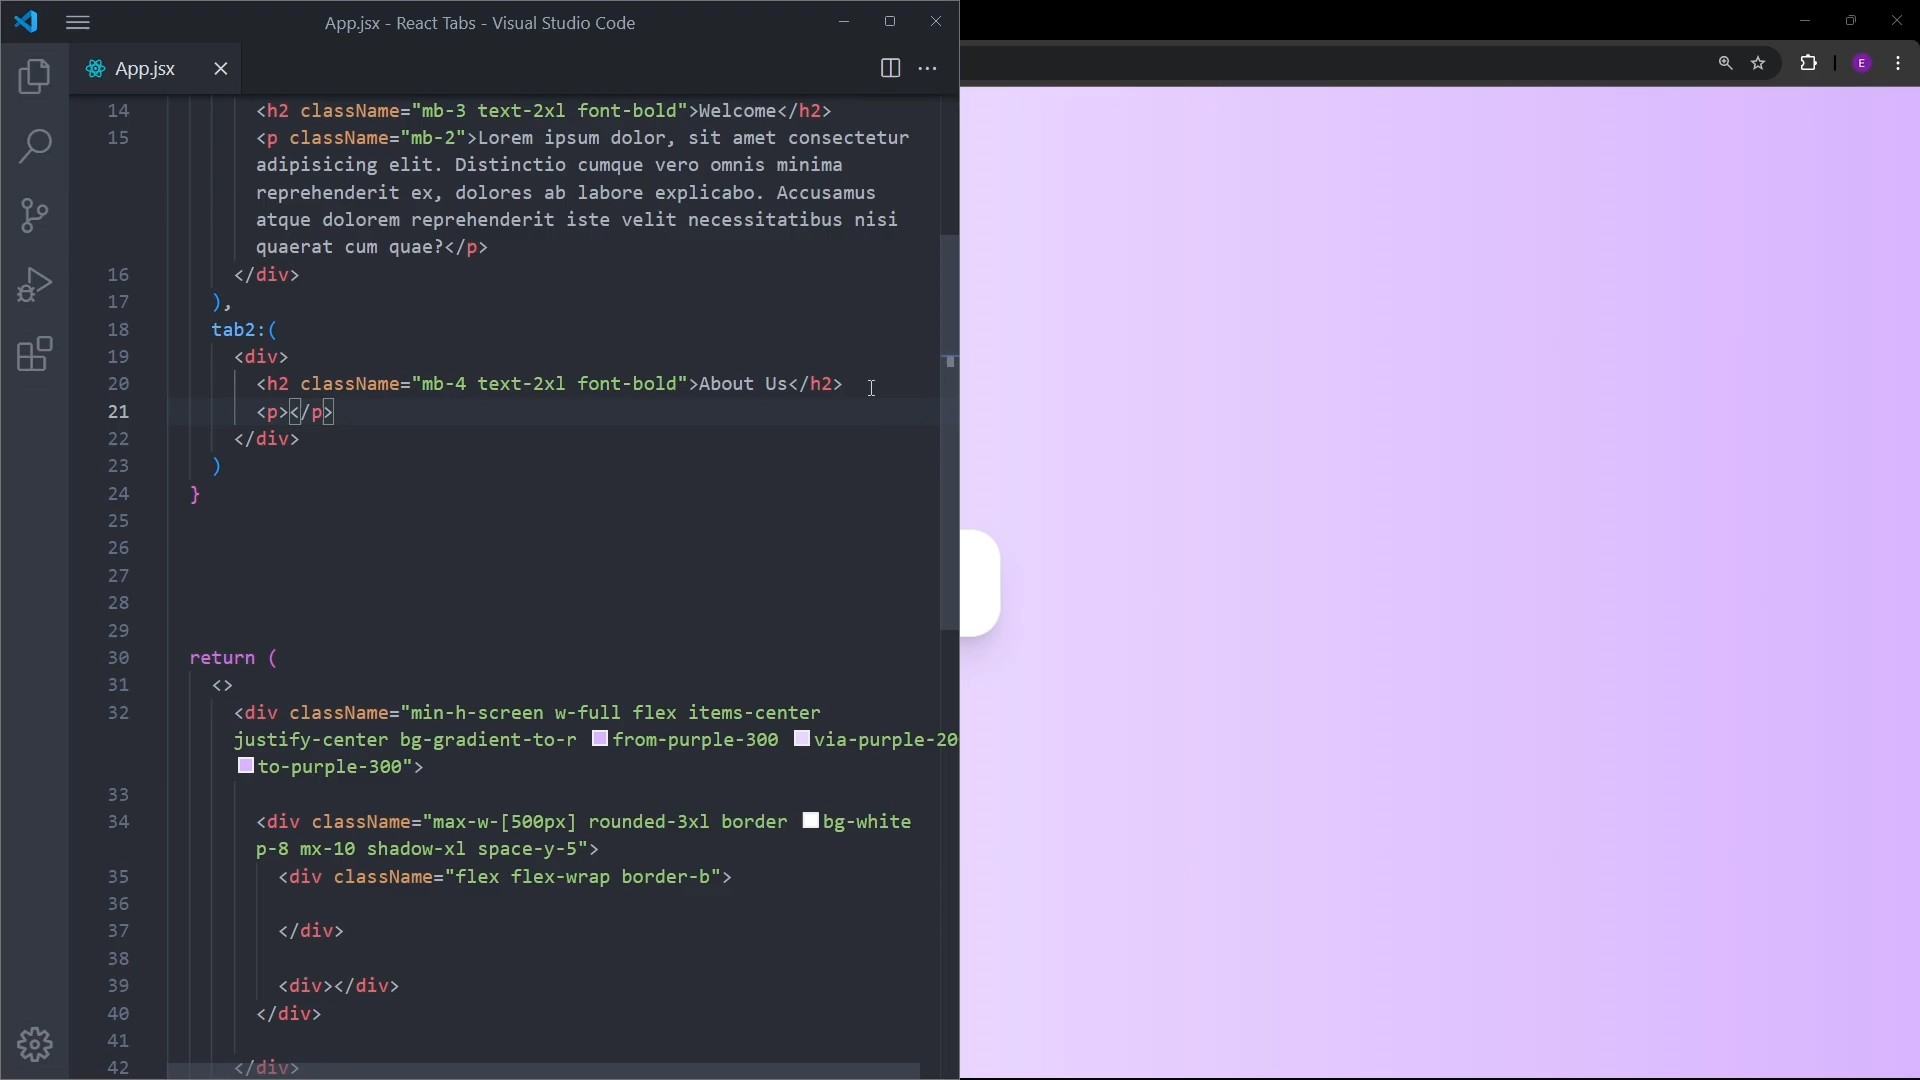 App.jsx - React Tabs - Visual Studio Code
App.jsx
E
14 <h2 className="mb-3 text-2xl font-bold">Welcome</h2>
15 <p className="mb-2">Lorem ipsum dolor, sit amet consectetur
adipisicing elit. Distinctio cumque vero omnis minima
reprehenderit ex, dolores ab labore explicabo. Accusamus
atque dolorem reprehenderit iste velit necessitatibus nisi
quaerat cum quae?</p>
16 </div>
17 ),
18 tab2:(
19 <div>
20 <h2 className="mb-4 text-2xl font-bold">About Us</h2>
21 <p></p>
22 </div>
23 )
24 }
25
26
27
28
29
30 return (
31 <>
32 <div className="min-h-screen w-full flex items-center
justify-center bg-gradient-to-r from-purple-300 via-purple-20
to-purple-300">
33
34 <div className="max-w-[500px] rounded-3xl border bg-white
p-8 mx-10 shadow-xl space-y-5">
35 <div className="flex flex-wrap border-b">
36
37 </div>
38
39 <div></div>
40 </div>
41
42 </div>